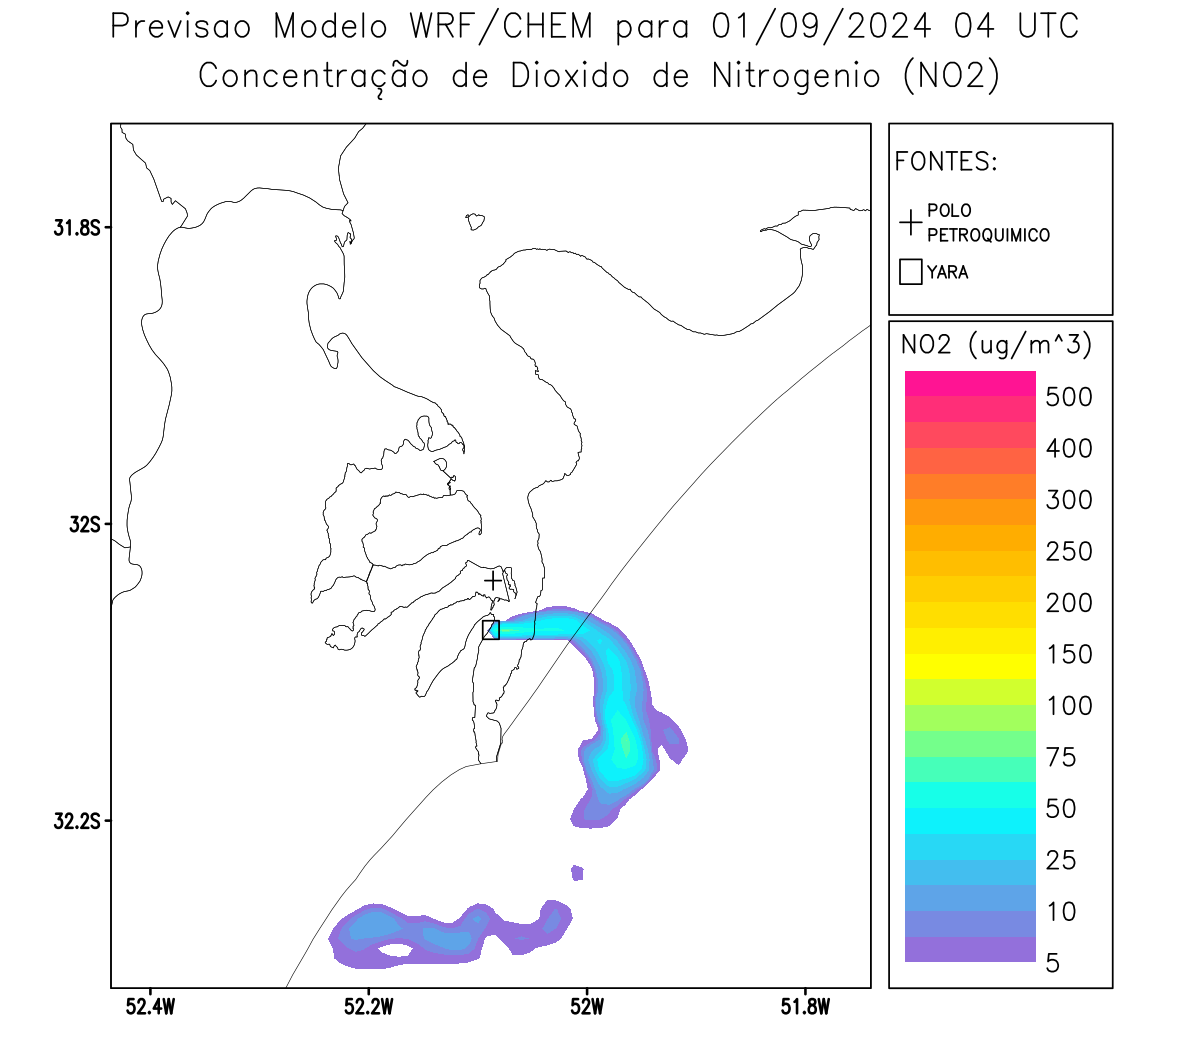 Previsao Modelo WRF/CHEM para 01/09/2024 04 UTC
Concentração de Dioxido de Nitrogenio (NO2)
FONTES:
POLO
PETROQUIMICO
YARA
NO2 (ug/m^3)
500
400
300
250
200
150
100
75
50
25
10
5
31.8S
32S
32.2S
52.4W
52.2W
52W
51.8W